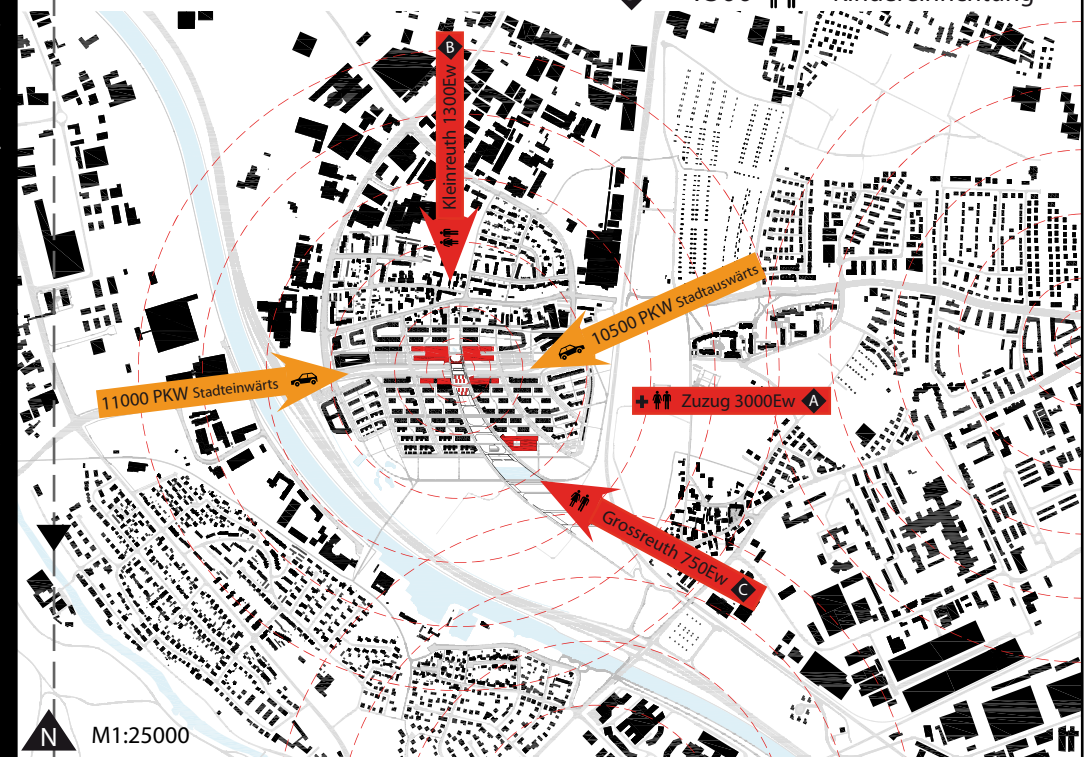 B
Kleinreuth 1300Ew
10500 PKW Stadtauswärts
11000 PKW Stadteinwärts
+ Zuzug 3000Ew A
Grossreuth 750Ew C
N M1:25000